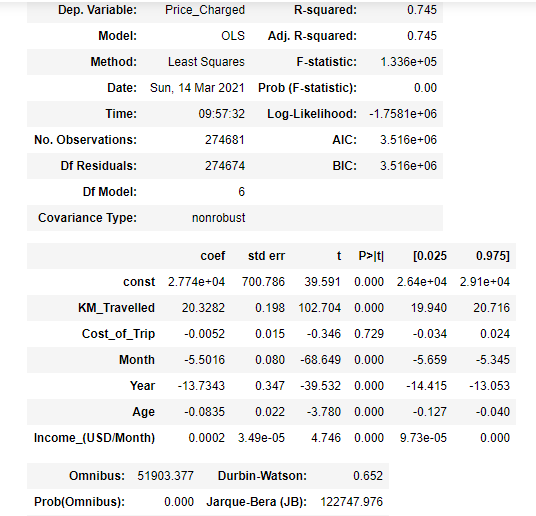 Dep. Variable: Price_Charged R-squared: 0.745
Model: OLS Adj. R-squared: 0.745
Method: Least Squares F-statistic: 1.336e+05
Date: Sun, 14 Mar 2021 Prob (F-statistic): 0.00
Time: 09:57:32 Log-Likelihood: -1.7581e+06
No. Observations: 274681 AIC: 3.516e+06
Df Residuals: 274674 BIC: 3.516e+06
Df Model: 6
Covariance Type: nonrobust
coef std err t P>|t| [0.025 0.975]
const 2.774e+04 700.786 39.591 0.000 2.64e+04 2.91e+04
KM_Travelled 20.3282 0.198 102.704 0.000 19.940 20.716
Cost_of_Trip -0.0052 0.015 -0.346 0.729 -0.034 0.024
Month -5.5016 0.080 -68.649 0.000 -5.659 -5.345
Year -13.7343 0.347 -39.532 0.000 -14.415 -13.053
Age -0.0835 0.022 -3.780 0.000 -0.127 -0.040
Income_(USD/Month) 0.0002 3.49e-05 4.746 0.000 9.73e-05 0.000
Omnibus: 51903.377 Durbin-Watson: 0.652
Prob(Omnibus): 0.000 Jarque-Bera (JB): 122747.976